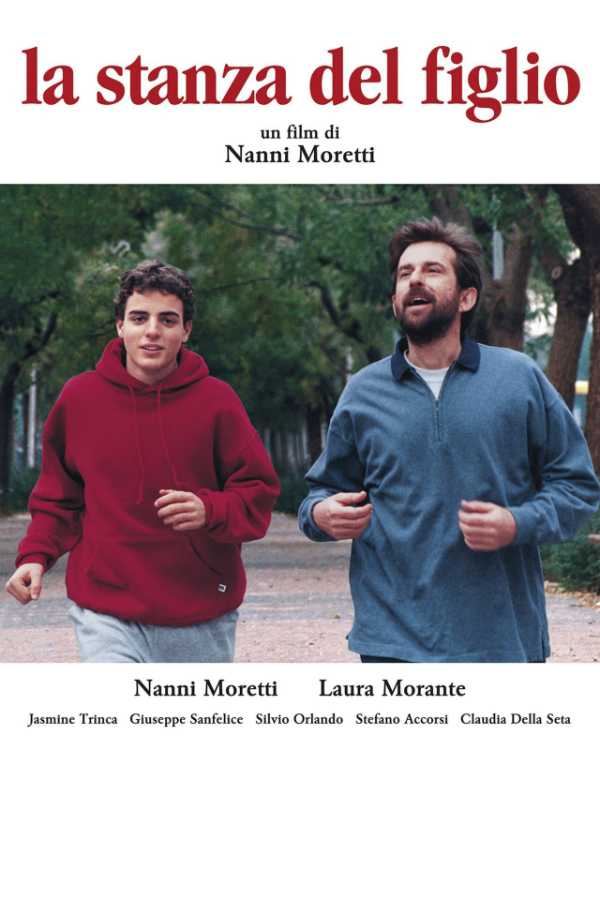 la stanza del figlio
un film di
Nanni Moretti
Nanni Moretti Laura Morante
Jasmine Trinca Giuseppe Sanfelice Silvio Orlando Stefano Accorsi Claudia Della Seta